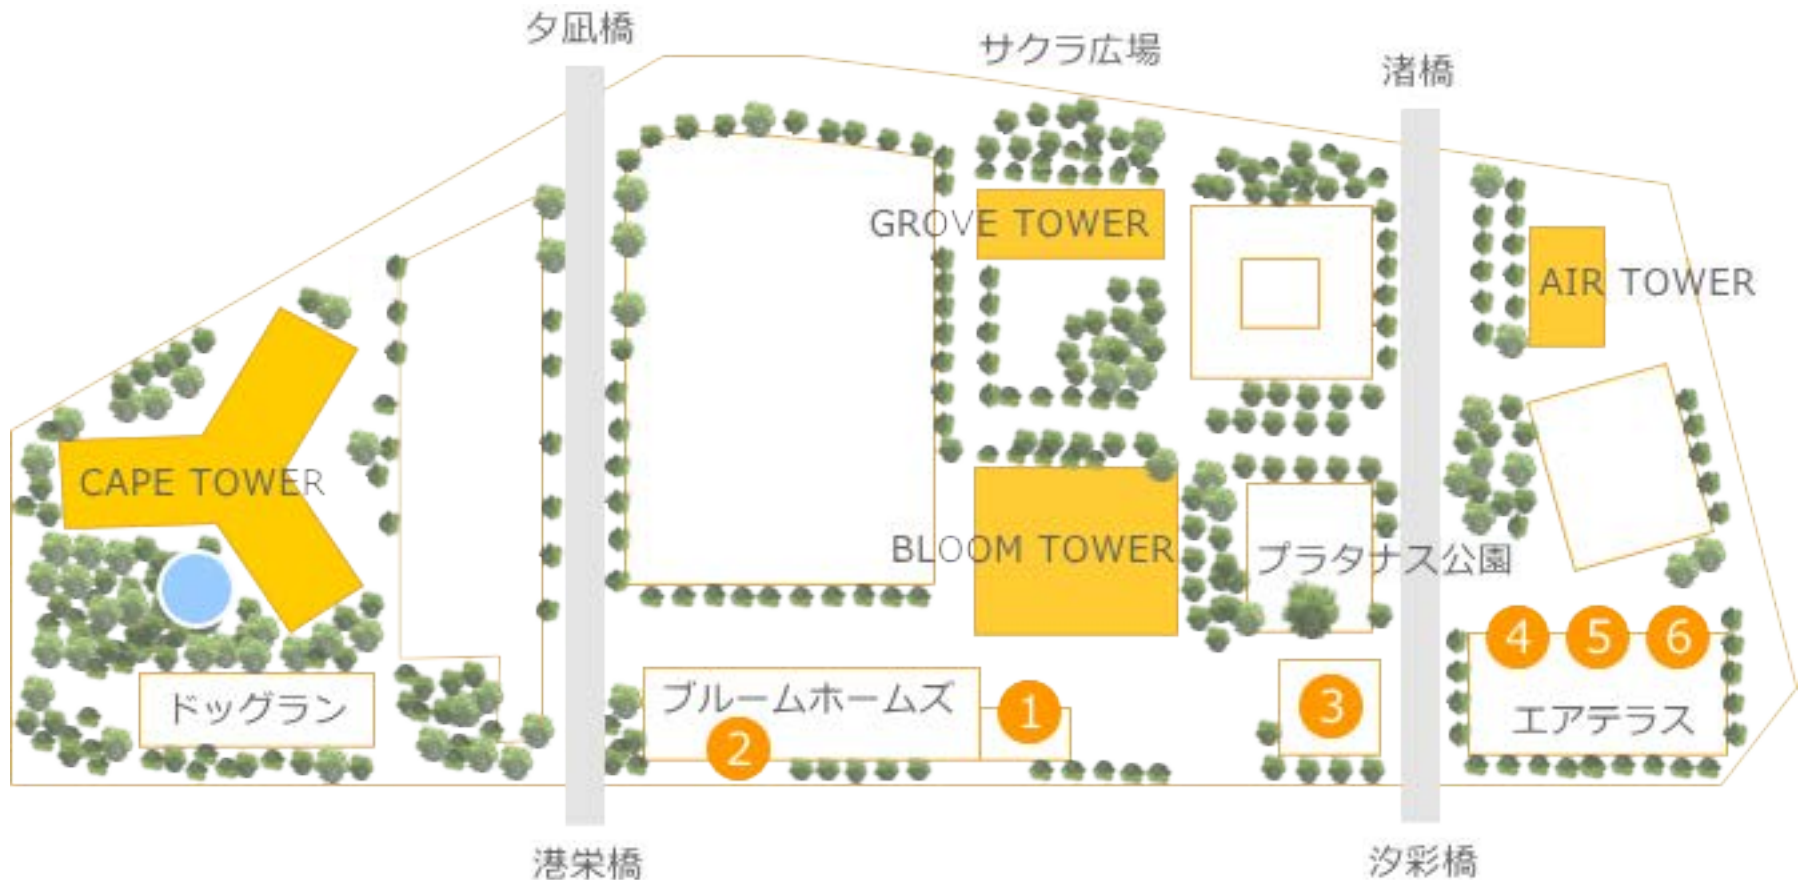 夕凪橋
サクラ広場
渚橋
GROVE TOWER
AIR TOWER
CAPE TOWER
BLOOM TOWER
プラタナス公園
4
5
6
ドッグラン
ブルームホームズ
1
2
3
エアテラス
港栄橋
汐彩橋